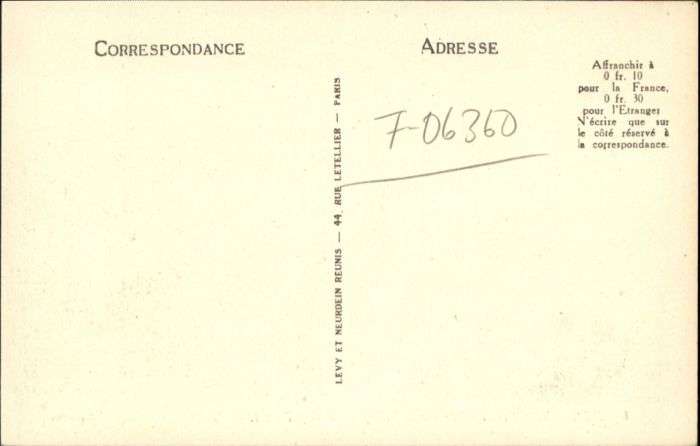 CORRESPONDANCE
ADRESSE
Affranchir à
0 fr. 10
pour la France,
0 fr. 30
pour l'Etranger
N'écrire que sur
le côté réservé à
la correspondance.
F-06360
LEVY ET NEURDEIN REUNIS — 44, RUE LETELLIER — PARIS